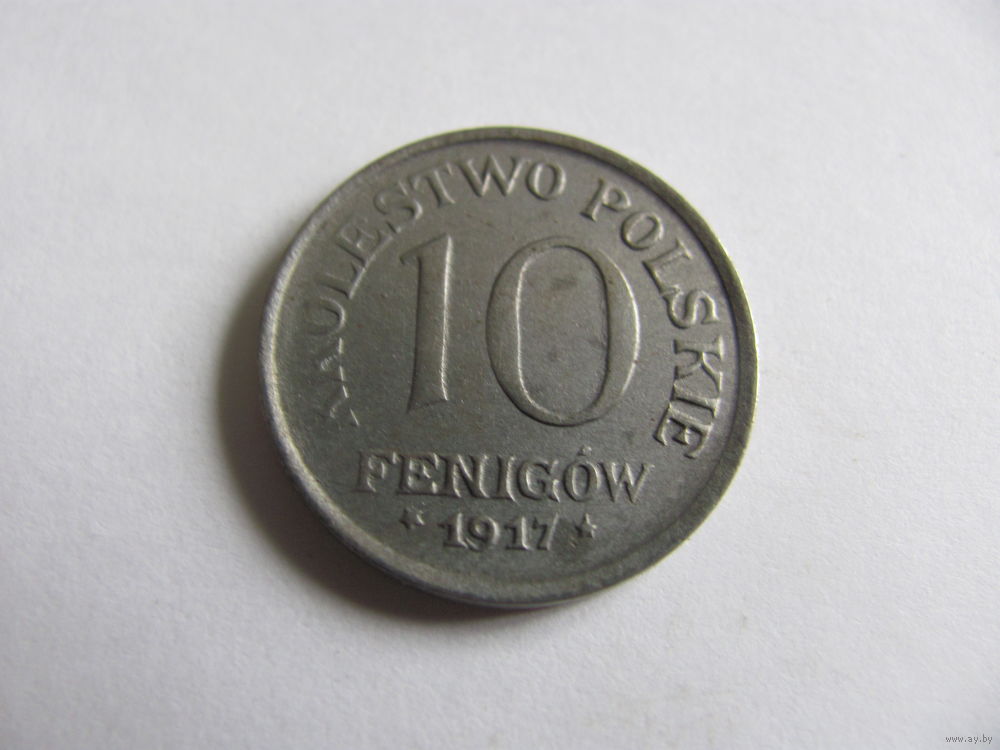 KRÓLESTWO POLSKIE
10
FENIGÓW
* 1917 *
www.ay.by